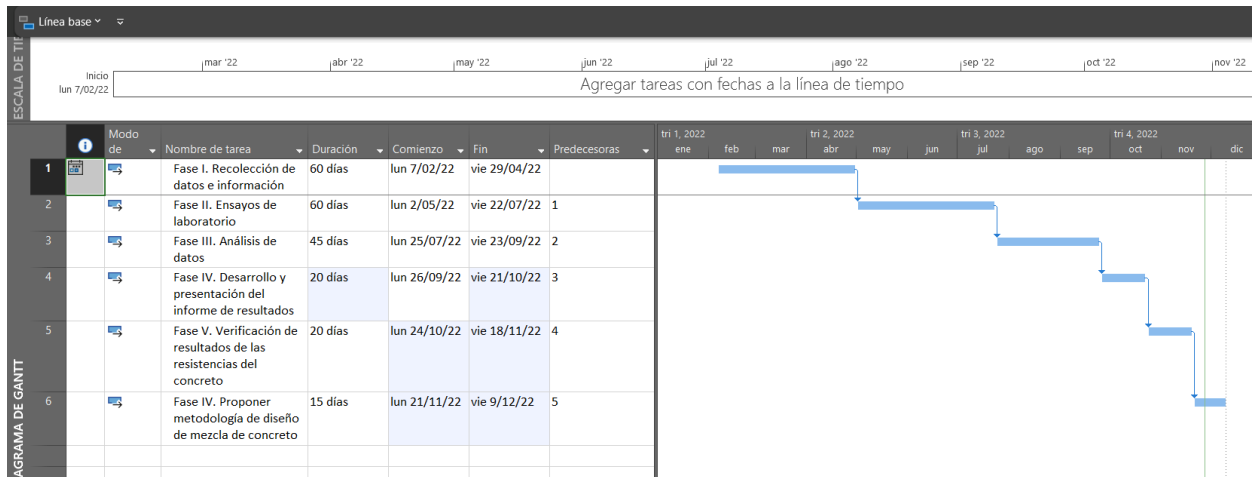 Línea base
ESCALA DE TIE
mar '22 abr '22 may '22 jun '22 jul '22 ago '22 sep '22 oct '22 nov '22
Inicio
lun 7/02/22
Agregar tareas con fechas a la línea de tiempo
AGRAMA DE GANTT
Modo
de Nombre de tarea Duración Comienzo Fin Predecesoras
tri 1, 2022 tri 2, 2022 tri 3, 2022 tri 4, 2022
ene feb mar abr may jun jul ago sep oct nov dic
1 Fase I. Recolección de 60 días lun 7/02/22 vie 29/04/22
datos e información
2 Fase II. Ensayos de 60 días lun 2/05/22 vie 22/07/22 1
laboratorio
3 Fase III. Análisis de 45 días lun 25/07/22 vie 23/09/22 2
datos
4 Fase IV. Desarrollo y 20 días lun 26/09/22 vie 21/10/22 3
presentación del
informe de resultados
5 Fase V. Verificación de 20 días lun 24/10/22 vie 18/11/22 4
resultados de las
resistencias del
concreto
6 Fase IV. Proponer 15 días lun 21/11/22 vie 9/12/22 5
metodología de diseño
de mezcla de concreto